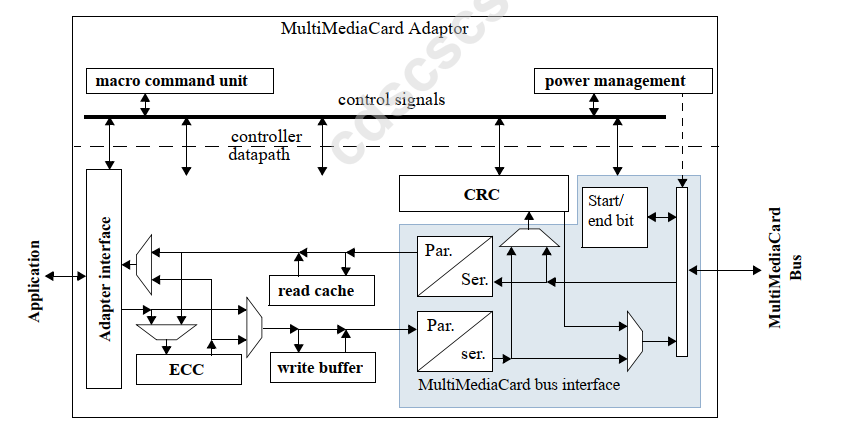 MultiMediaCard Adaptor
macro command unit
power management
control signals
controller
datapath
CRC
Start/
end bit
Application
Adapter interface
Par.
Ser.
read cache
Par.
ser.
ECC
write buffer
MultiMediaCard bus interface
MultiMediaCard
Bus
cdscscs